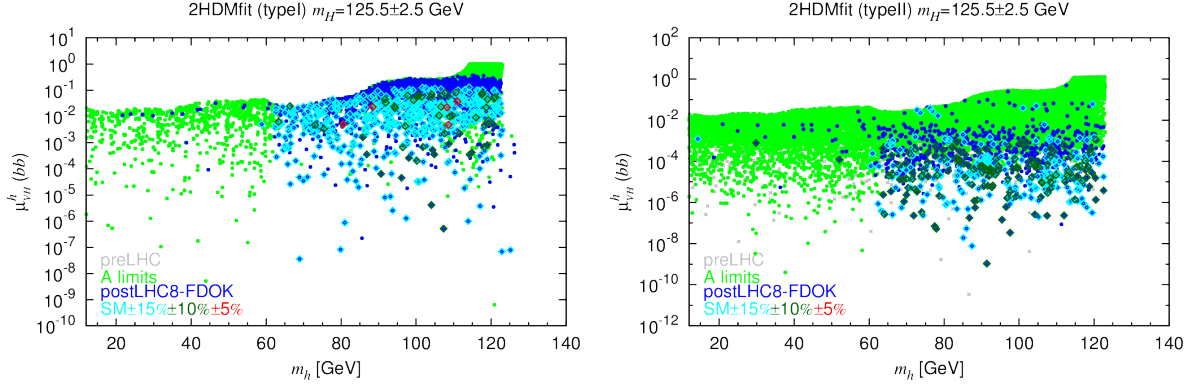 2HDMfit (typeI) m_H=125.5±2.5 GeV
10^1
10^0
10^-1
10^-2
10^-3
10^-4
10^-5
10^-6
10^-7
10^-8
10^-9
10^-10
μ^h_VH (bb)
preLHC
A limits
postLHC8-FDOK
SM±15%±10%±5%
20 40 60 80 100 120 140
m_h [GeV]
2HDMfit (typeII) m_H=125.5±2.5 GeV
10^2
10^0
10^-2
10^-4
10^-6
10^-8
10^-10
10^-12
μ^h_VH (bb)
preLHC
A limits
postLHC8-FDOK
SM±15%±10%±5%
20 40 60 80 100 120 140
m_h [GeV]